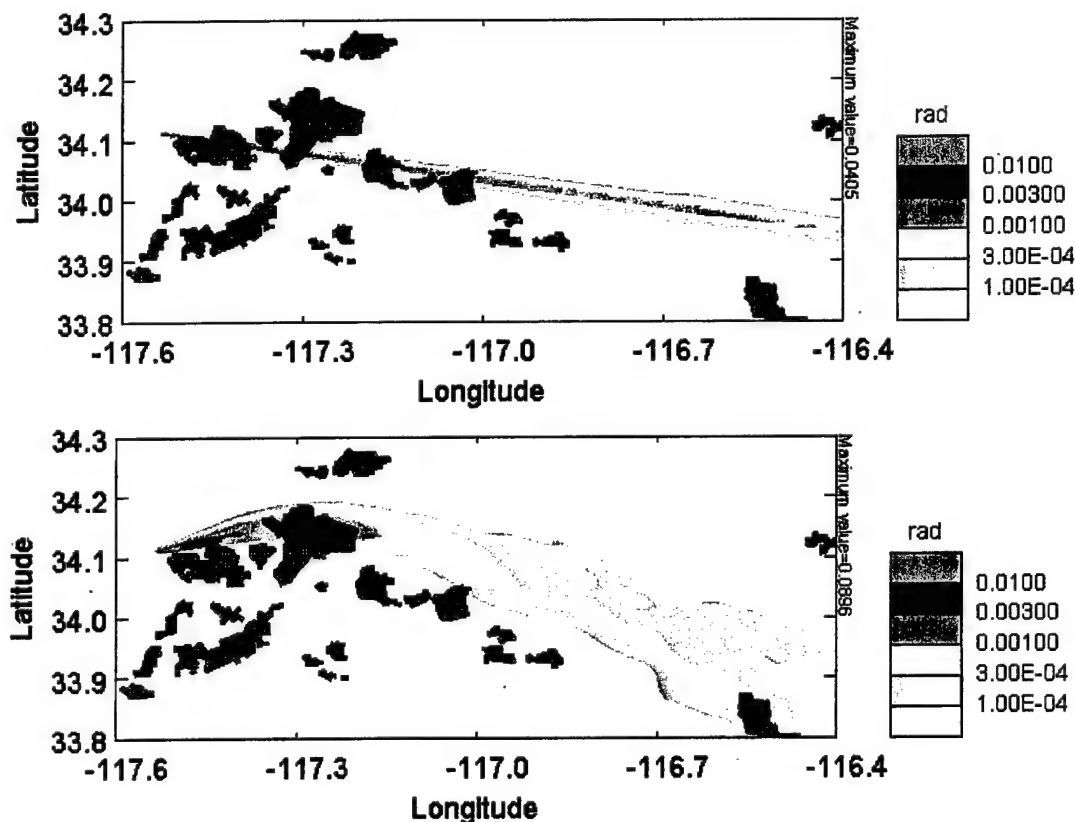 34.3
34.2
34.1
34.0
33.9
33.8
Latitude
-117.6
-117.3
-117.0
-116.7
-116.4
Longitude
Maximum value=0.0405
rad
0.0100
0.00300
0.00100
3.00E-04
1.00E-04
34.3
34.2
34.1
34.0
33.9
33.8
Latitude
-117.6
-117.3
-117.0
-116.7
-116.4
Longitude
Maximum value=0.0896
rad
0.0100
0.00300
0.00100
3.00E-04
1.00E-04